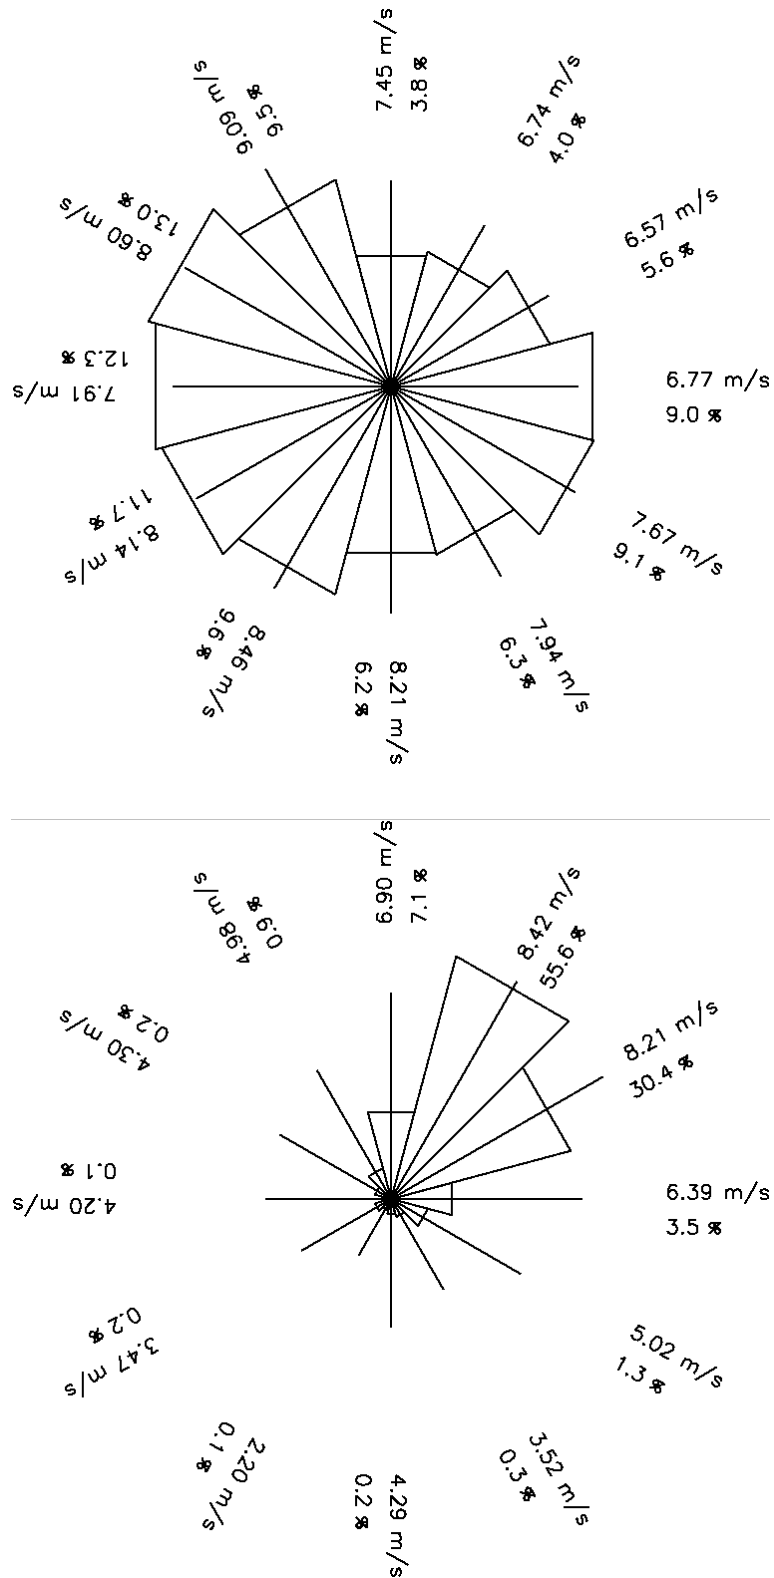 7.45 m/s
3.8 %
6.74 m/s
4.0 %
6.57 m/s
5.6 %
6.77 m/s
9.0 %
7.67 m/s
9.1 %
7.94 m/s
6.3 %
8.21 m/s
6.2 %
8.46 m/s
9.6 %
8.14 m/s
11.7 %
7.91 m/s
12.3 %
8.60 m/s
13.0 %
9.09 m/s
9.5 %
6.90 m/s
7.1 %
8.42 m/s
55.6 %
8.21 m/s
30.4 %
6.39 m/s
3.5 %
5.02 m/s
1.3 %
3.52 m/s
0.3 %
4.29 m/s
0.2 %
2.20 m/s
0.1 %
3.47 m/s
0.2 %
4.20 m/s
0.1 %
4.30 m/s
0.2 %
4.98 m/s
0.9 %